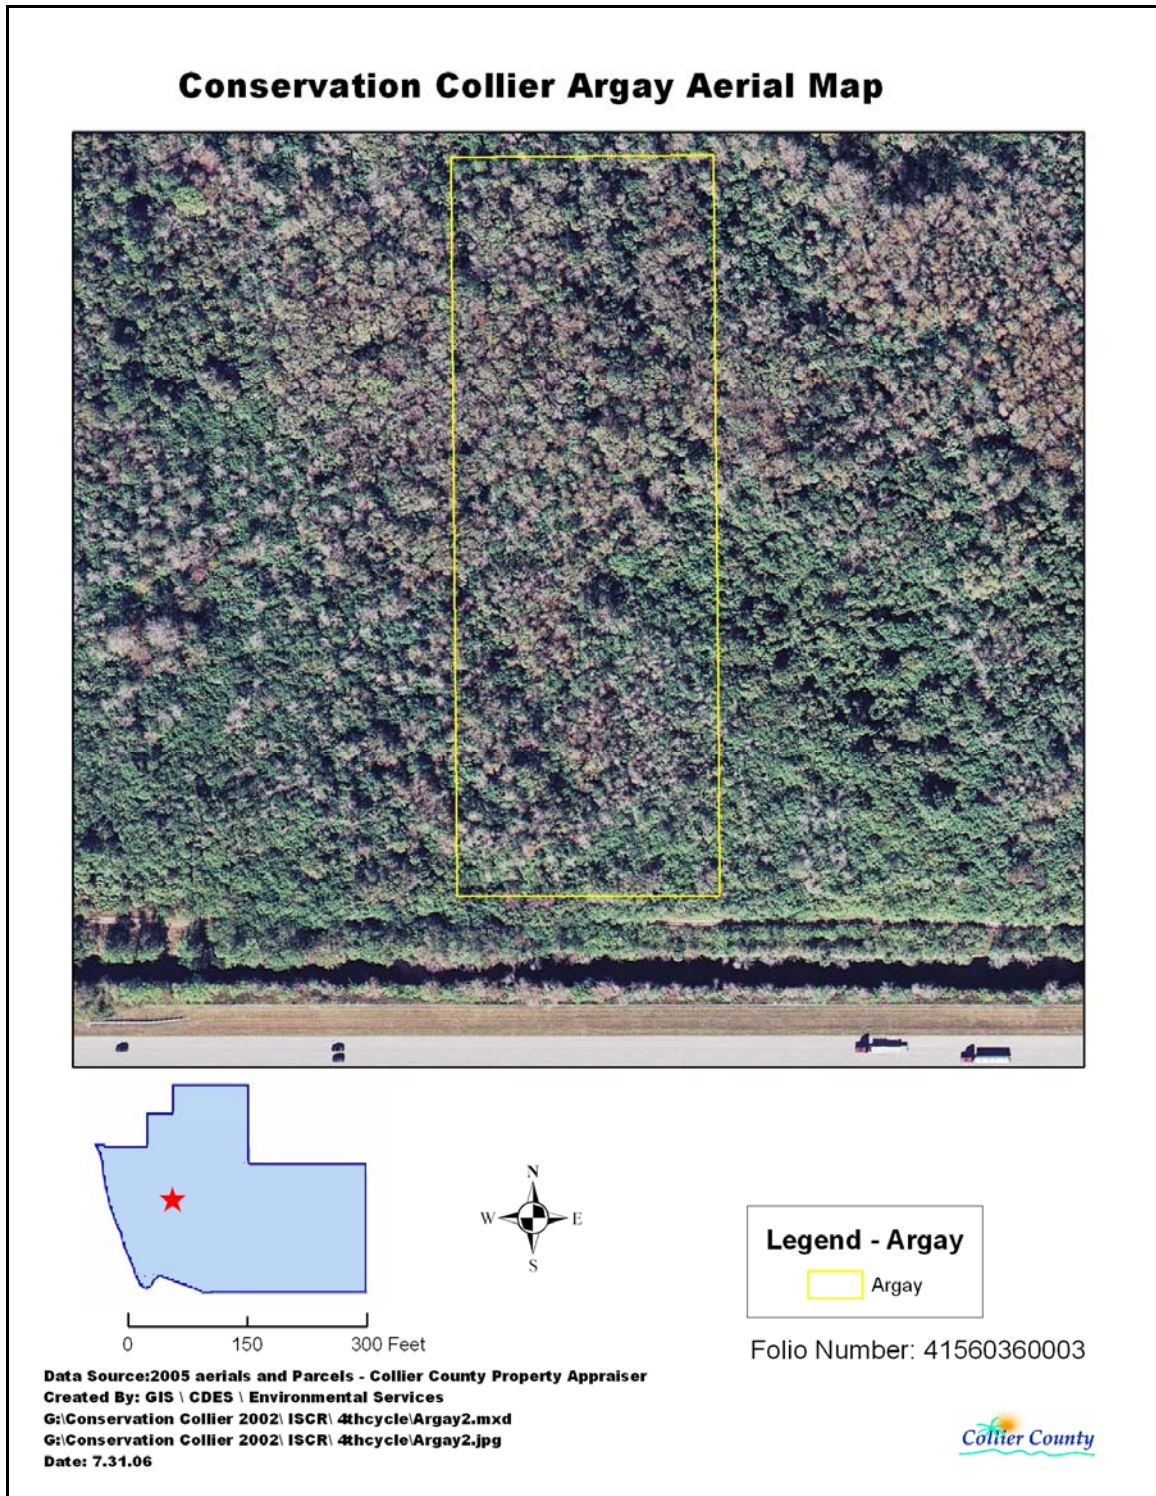 Conservation Collier Argay Aerial Map
N
W E
S
Legend - Argay
Argay
0 150 300 Feet
Folio Number: 41560360003
Data Source:2005 aerials and Parcels - Collier County Property Appraiser
Created By: GIS \ CDES \ Environmental Services
G:\Conservation Collier 2002\ ISCR\ 4thcycle\Argay2.mxd
G:\Conservation Collier 2002\ ISCR\ 4thcycle\Argay2.jpg
Date: 7.31.06
Collier County